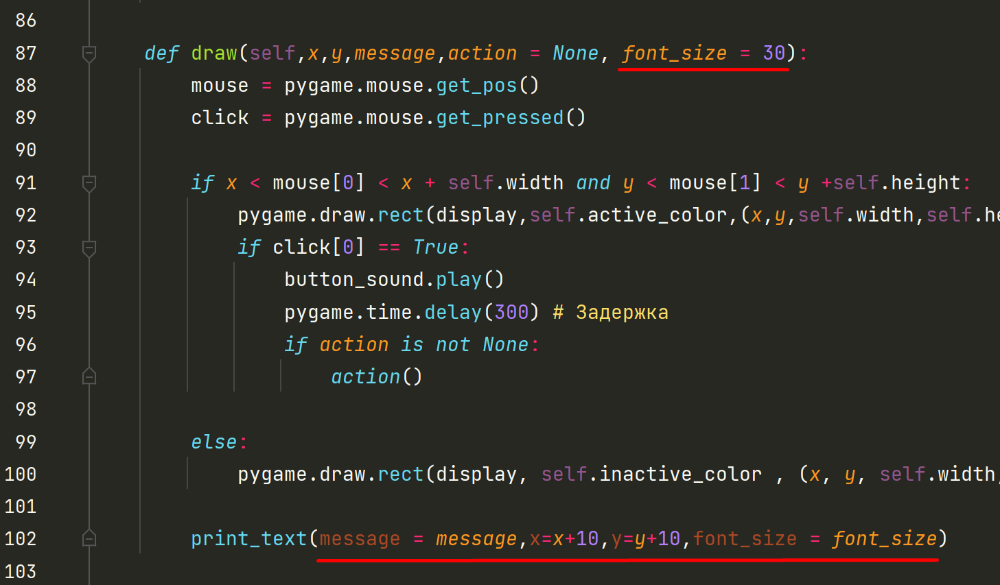 86
87 def draw(self,x,y,message,action = None, font_size = 30):
88 mouse = pygame.mouse.get_pos()
89 click = pygame.mouse.get_pressed()
90
91 if x < mouse[0] < x + self.width and y < mouse[1] < y +self.height:
92 pygame.draw.rect(display,self.active_color,(x,y,self.width,self.he
93 if click[0] == True:
94 button_sound.play()
95 pygame.time.delay(300) # Задержка
96 if action is not None:
97 action()
98
99 else:
100 pygame.draw.rect(display, self.inactive_color , (x, y, self.width,
101
102 print_text(message = message,x=x+10,y=y+10,font_size = font_size)
103